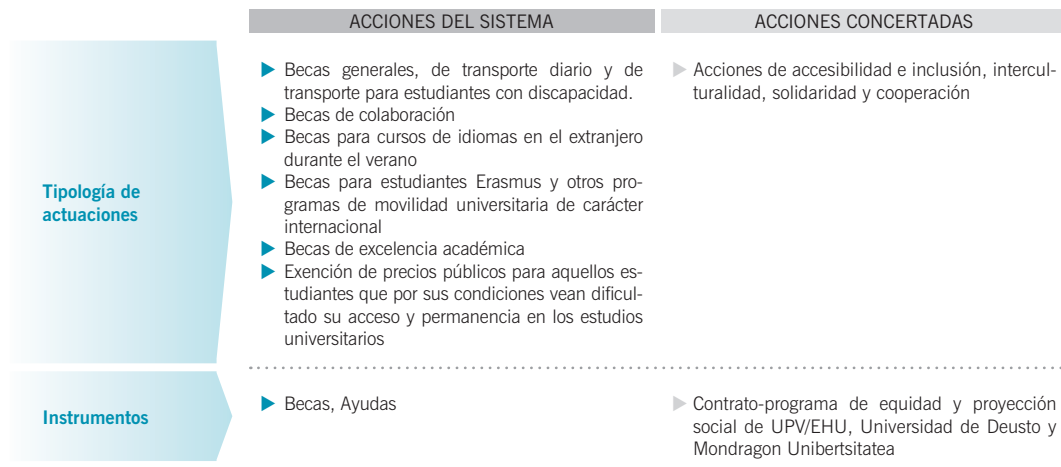 ACCIONES DEL SISTEMA
ACCIONES CONCERTADAS
Tipología de
actuaciones
Becas generales, de transporte diario y de
transporte para estudiantes con discapacidad.
Becas de colaboración
Becas para cursos de idiomas en el extranjero
durante el verano
Becas para estudiantes Erasmus y otros pro-
gramas de movilidad universitaria de carácter
internacional
Becas de excelencia académica
Exención de precios públicos para aquellos es-
tudiantes que por sus condiciones vean dificul-
tado su acceso y permanencia en los estudios
universitarios
Acciones de accesibilidad e inclusión, intercul-
turalidad, solidaridad y cooperación
Instrumentos
Becas, Ayudas
Contrato-programa de equidad y proyección
social de UPV/EHU, Universidad de Deusto y
Mondragon Unibertsitatea